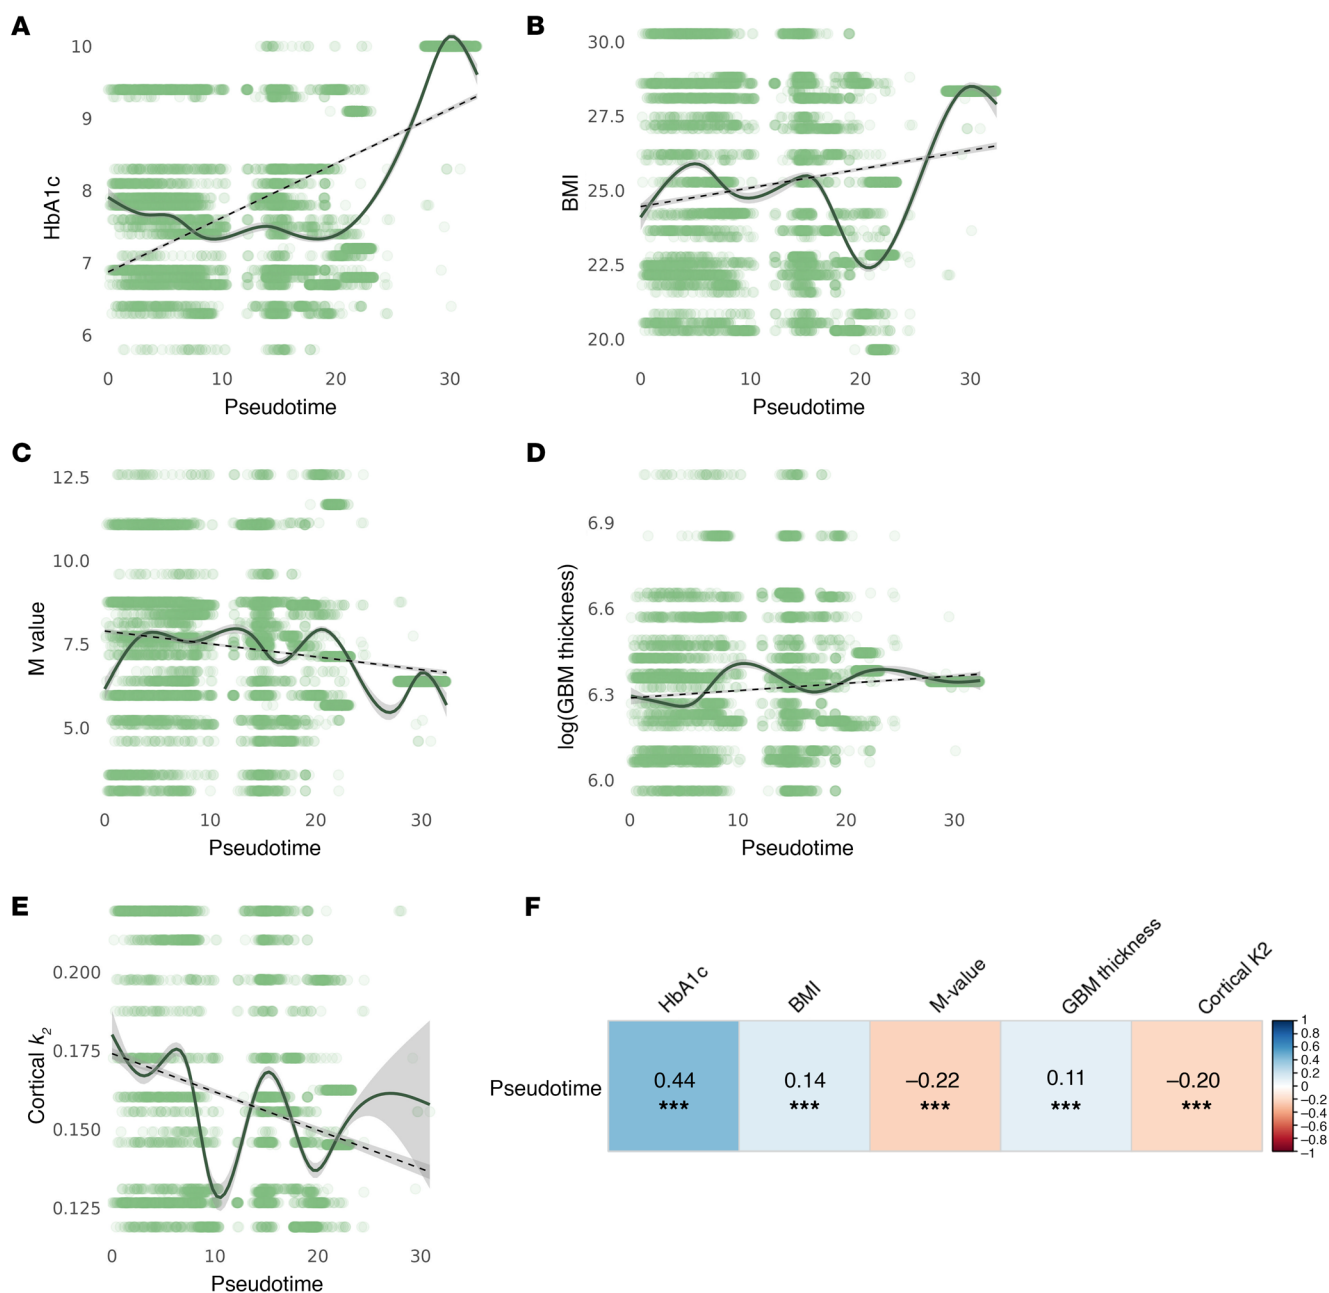 A
HbA1c
10
9
8
7
6
0 10 20 30
Pseudotime
B
BMI
30.0
27.5
25.0
22.5
20.0
0 10 20 30
Pseudotime
C
M value
12.5
10.0
7.5
5.0
0 10 20 30
Pseudotime
D
log(GBM thickness)
6.9
6.6
6.3
6.0
0 10 20 30
Pseudotime
E
Cortical k2
0.200
0.175
0.150
0.125
0 10 20 30
Pseudotime
F
HbA1c BMI M-value GBM thickness Cortical K2
Pseudotime
0.44 0.14 −0.22 0.11 −0.20
*** *** *** *** ***
1
0.8
0.6
0.4
0.2
0
−0.2
−0.4
−0.6
−0.8
−1